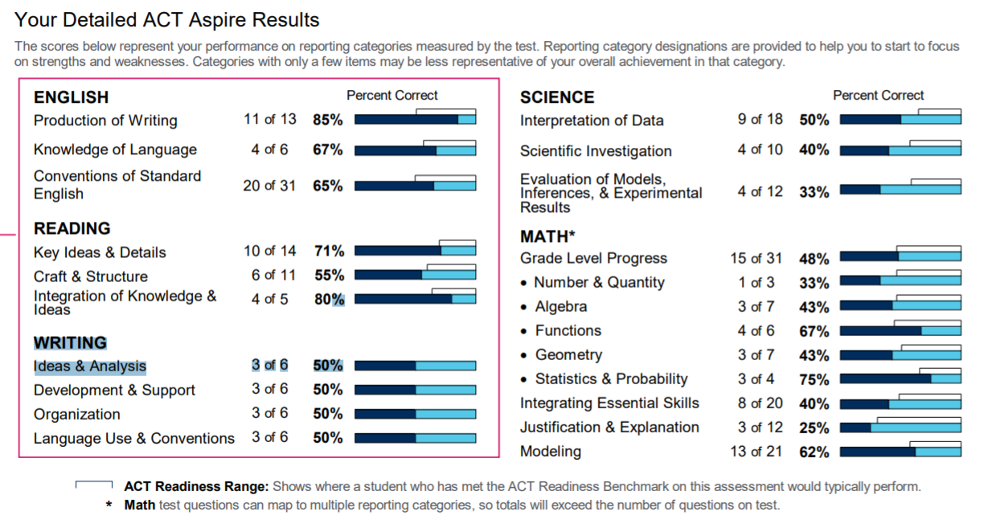 Your Detailed ACT Aspire Results
The scores below represent your performance on reporting categories measured by the test. Reporting category designations are provided to help you to start to focus
on strengths and weaknesses. Categories with only a few items may be less representative of your overall achievement in that category.
ENGLISH Percent Correct
Production of Writing 11 of 13 85%
Knowledge of Language 4 of 6 67%
Conventions of Standard
English 20 of 31 65%
READING
Key Ideas & Details 10 of 14 71%
Craft & Structure 6 of 11 55%
Integration of Knowledge &
Ideas 4 of 5 80%
WRITING
Ideas & Analysis 3 of 6 50%
Development & Support 3 of 6 50%
Organization 3 of 6 50%
Language Use & Conventions 3 of 6 50%
SCIENCE Percent Correct
Interpretation of Data 9 of 18 50%
Scientific Investigation 4 of 10 40%
Evaluation of Models,
Inferences, & Experimental 4 of 12 33%
Results
MATH*
Grade Level Progress 15 of 31 48%
• Number & Quantity 1 of 3 33%
• Algebra 3 of 7 43%
• Functions 4 of 6 67%
• Geometry 3 of 7 43%
• Statistics & Probability 3 of 4 75%
Integrating Essential Skills 8 of 20 40%
Justification & Explanation 3 of 12 25%
Modeling 13 of 21 62%
ACT Readiness Range: Shows where a student who has met the ACT Readiness Benchmark on this assessment would typically perform.
* Math test questions can map to multiple reporting categories, so totals will exceed the number of questions on test.